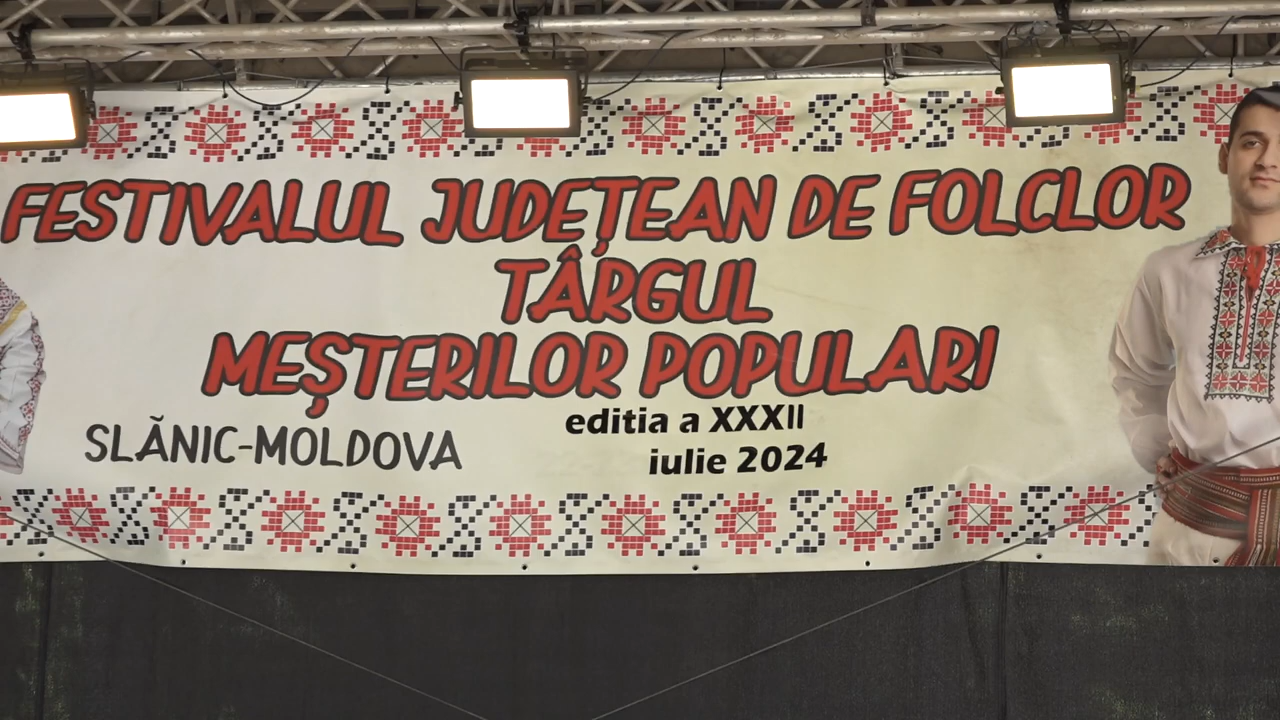 FESTIVALUL JUDEȚEAN DE FOLCLOR
TÂRGUL
MEȘTERILOR POPULARI
SLĂNIC-MOLDOVA
editia a XXXII
iulie 2024